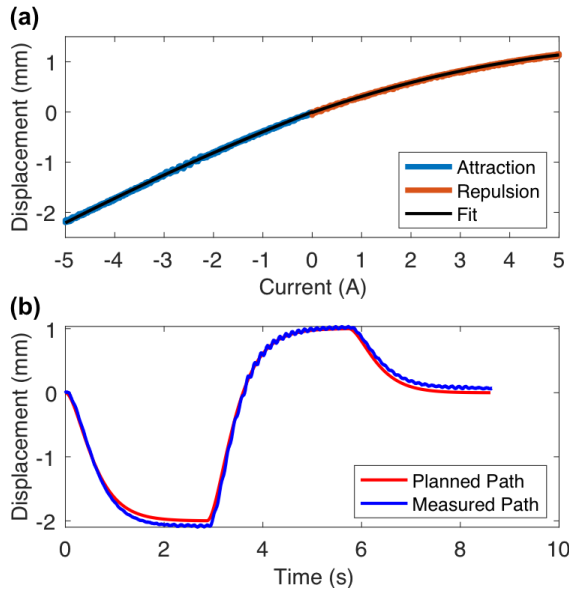 (a)
Displacement (mm)
1
0
-1
-2
Attraction
Repulsion
Fit
-5 -4 -3 -2 -1 0 1 2 3 4 5
Current (A)
(b)
Displacement (mm)
1
0
-1
-2
Planned Path
Measured Path
0 2 4 6 8 10
Time (s)